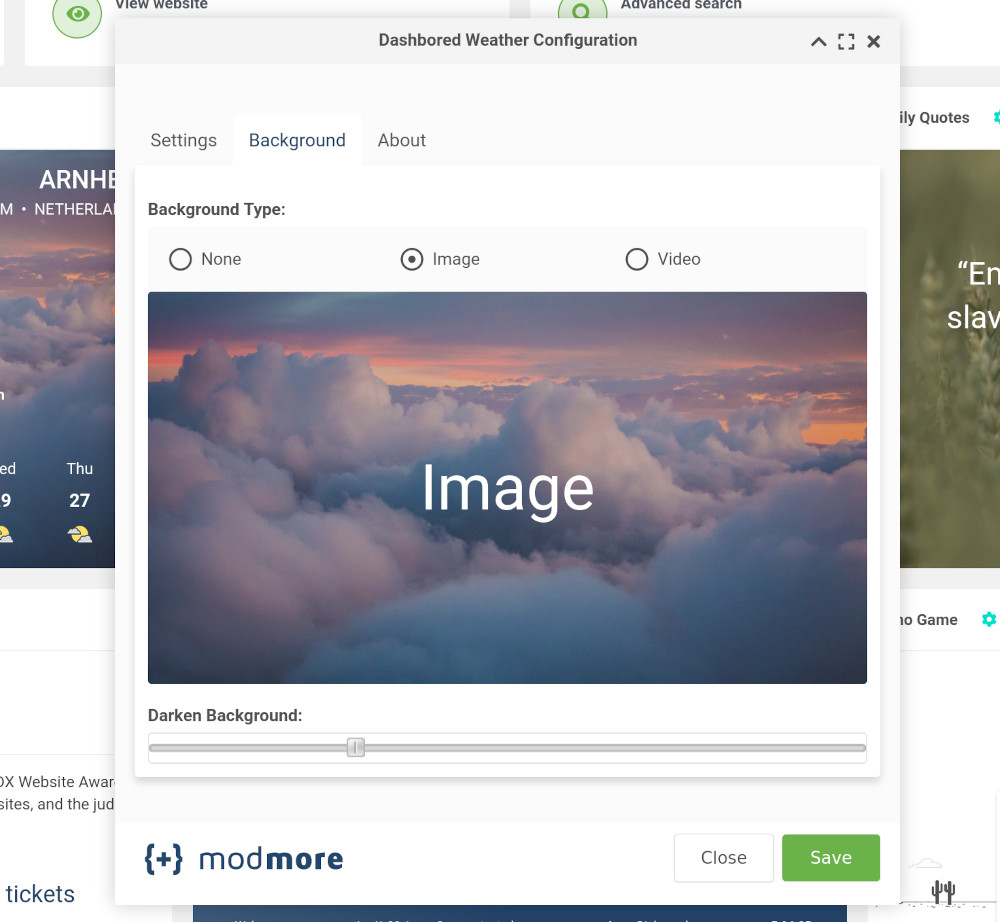 View website
Advanced search
Dashbored Weather Configuration
Settings
Background
About
ily Quotes
ARNHE
M • NETHERLA
Background Type:
None
Image
Video
“En
slav
Image
ed
Thu
9
27
no Game
Darken Background:
OX Website Awar
sites, and the jud
{+} modmore
Close
Save
tickets